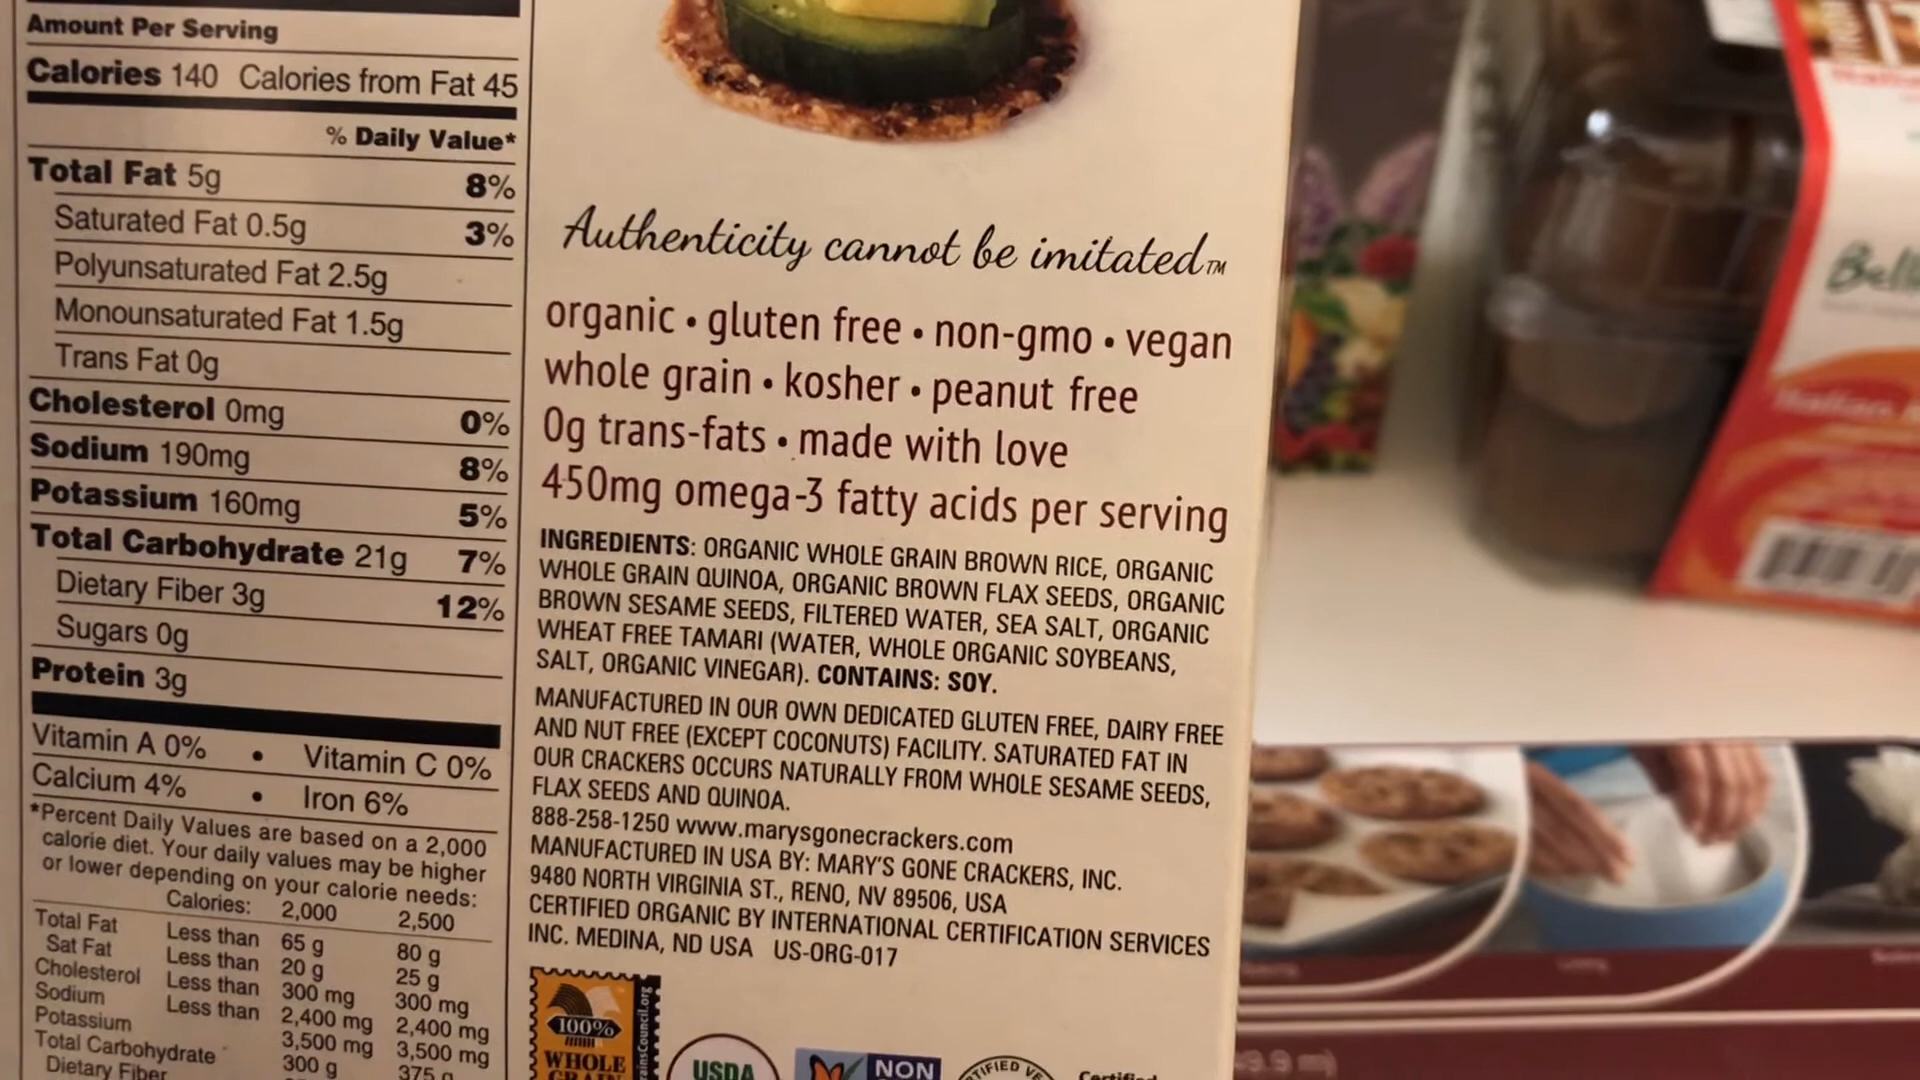 Amount Per Serving
Calories 140 Calories from Fat 45
% Daily Value*
Total Fat 5g 8%
Saturated Fat 0.5g 3%
Polyunsaturated Fat 2.5g
Monounsaturated Fat 1.5g
Trans Fat 0g
Cholesterol 0mg 0%
Sodium 190mg 8%
Potassium 160mg 5%
Total Carbohydrate 21g 7%
Dietary Fiber 3g 12%
Sugars 0g
Protein 3g
Vitamin A 0% • Vitamin C 0%
Calcium 4% • Iron 6%
*Percent Daily Values are based on a 2,000
calorie diet. Your daily values may be higher
or lower depending on your calorie needs:
Calories: 2,000 2,500
Total Fat Less than 65 g 80 g
Sat Fat Less than 20 g 25 g
Cholesterol Less than 300 mg 300 mg
Sodium Less than 2,400 mg 2,400 mg
Potassium 3,500 mg 3,500 mg
Total Carbohydrate 300 g 375 g
Dietary Fiber
Authenticity cannot be imitated™
organic • gluten free • non-gmo • vegan
whole grain • kosher • peanut free
0g trans-fats • made with love
450mg omega-3 fatty acids per serving
INGREDIENTS: ORGANIC WHOLE GRAIN BROWN RICE, ORGANIC
WHOLE GRAIN QUINOA, ORGANIC BROWN FLAX SEEDS, ORGANIC
BROWN SESAME SEEDS, FILTERED WATER, SEA SALT, ORGANIC
WHEAT FREE TAMARI (WATER, WHOLE ORGANIC SOYBEANS,
SALT, ORGANIC VINEGAR). CONTAINS: SOY.
MANUFACTURED IN OUR OWN DEDICATED GLUTEN FREE, DAIRY FREE
AND NUT FREE (EXCEPT COCONUTS) FACILITY. SATURATED FAT IN
OUR CRACKERS OCCURS NATURALLY FROM WHOLE SESAME SEEDS,
FLAX SEEDS AND QUINOA.
888-258-1250 www.marysgonecrackers.com
MANUFACTURED IN USA BY: MARY'S GONE CRACKERS, INC.
9480 NORTH VIRGINIA ST., RENO, NV 89506, USA
CERTIFIED ORGANIC BY INTERNATIONAL CERTIFICATION SERVICES
INC. MEDINA, ND USA US-ORG-017
100%
WHOLE
GRAIN
USDA
NON